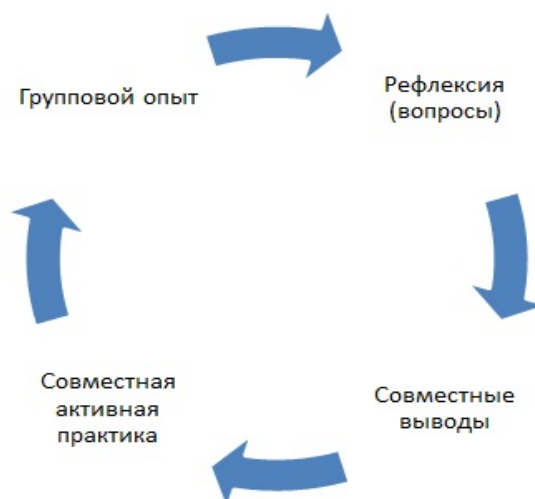 Групповой опыт
Рефлексия
(вопросы)
Совместная
активная
практика
Совместные
выводы